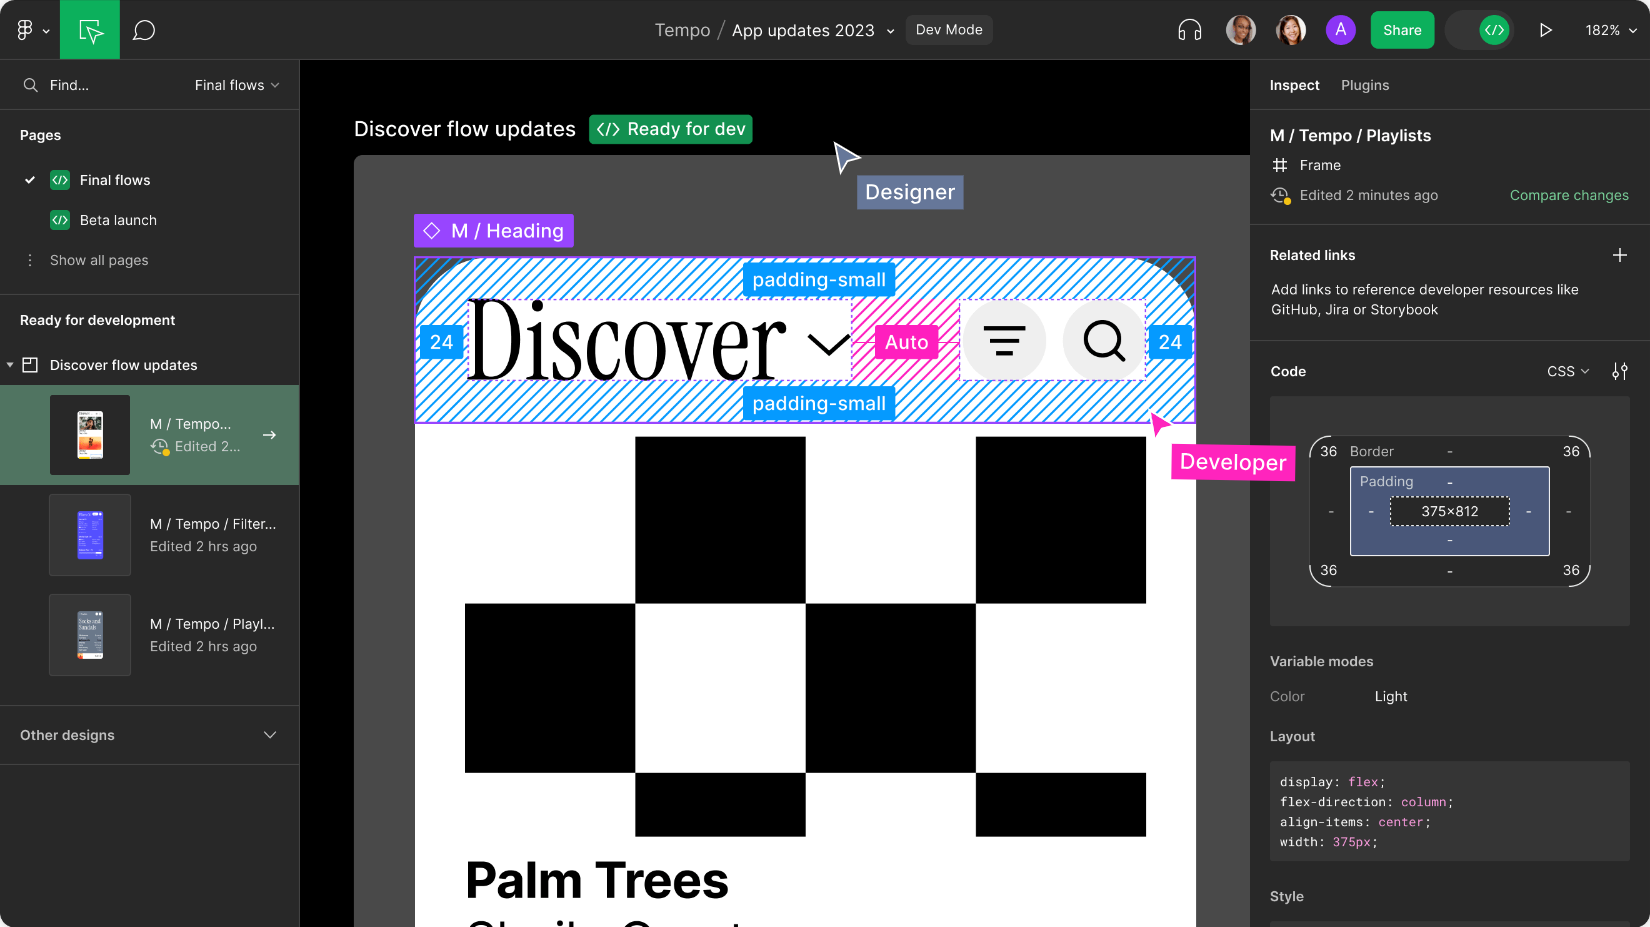 Tempo / App updates 2023
Dev Mode
A
Share
182%
Find...
Final flows
Pages
Final flows
Beta launch
Show all pages
Ready for development
Discover flow updates
M / Tempo...
Edited 2...
M / Tempo / Filter...
Edited 2 hrs ago
M / Tempo / Playl...
Edited 2 hrs ago
Other designs
Discover flow updates
</> Ready for dev
Designer
M / Heading
padding-small
24
Discover
Auto
24
padding-small
Developer
Palm Trees
Inspect
Plugins
M / Tempo / Playlists
Frame
Edited 2 minutes ago
Compare changes
Related links
Add links to reference developer resources like
GitHub, Jira or Storybook
Code
CSS
36
Border
-
36
Padding
-
-
-
375×812
-
-
-
36
-
36
Variable modes
Color
Light
Layout
display: flex;
flex-direction: column;
align-items: center;
width: 375px;
Style